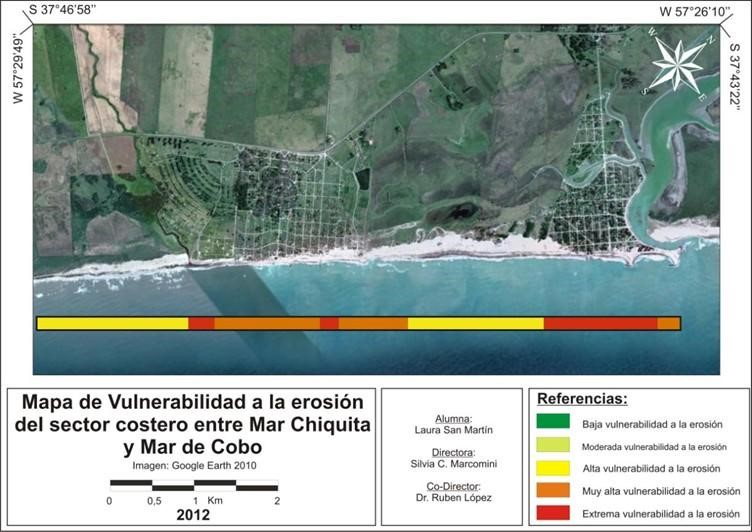 S 37°46'58"
W 57°26'10"
W 57°29'49"
S 37°43'22"
W
N
S
E
Mapa de Vulnerabilidad a la erosión
del sector costero entre Mar Chiquita
y Mar de Cobo
Imagen: Google Earth 2010
0 0,5 1 Km 2
2012
Alumna:
Laura San Martín
Directora:
Silvia C. Marcomini
Co-Director:
Dr. Ruben López
Referencias:
Baja vulnerabilidad a la erosión
Moderada vulnerabilidad a la erosión
Alta vulnerabilidad a la erosión
Muy alta vulnerabilidad a la erosión
Extrema vulnerabilidad a la erosión